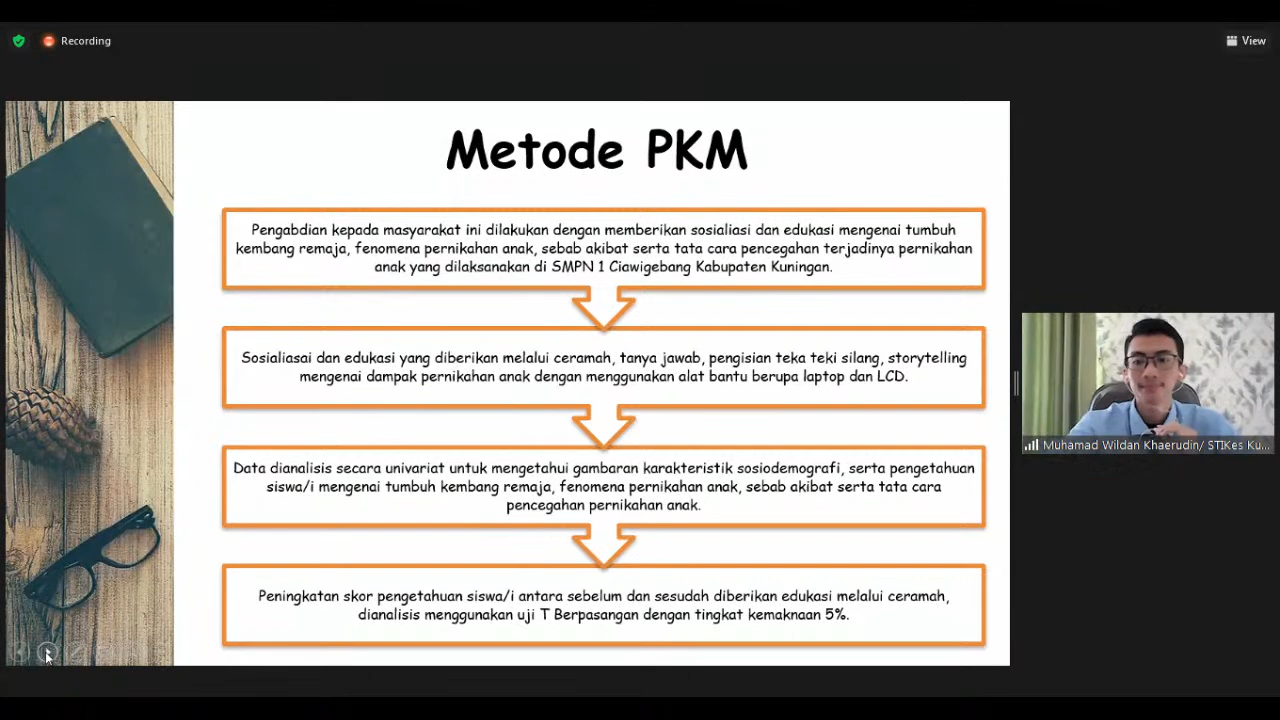 Recording
View
Metode PKM
Pengabdian kepada masyarakat ini dilakukan dengan memberikan sosialiasi dan edukasi mengenai tumbuh
kembang remaja, fenomena pernikahan anak, sebab akibat serta tata cara pencegahan terjadinya pernikahan
anak yang dilaksanakan di SMPN 1 Ciawigebang Kabupaten Kuningan.
Sosialiasai dan edukasi yang diberikan melalui ceramah, tanya jawab, pengisian teka teki silang, storytelling
mengenai dampak pernikahan anak dengan menggunakan alat bantu berupa laptop dan LCD.
Data dianalisis secara univariat untuk mengetahui gambaran karakteristik sosiodemografi, serta pengetahuan
siswa/i mengenai tumbuh kembang remaja, fenomena pernikahan anak, sebab akibat serta tata cara
pencegahan pernikahan anak.
Peningkatan skor pengetahuan siswa/i antara sebelum dan sesudah diberikan edukasi melalui ceramah,
dianalisis menggunakan uji T Berpasangan dengan tingkat kemaknaan 5%.
Muhamad Wildan Khaerudin/ STIKes Ku...